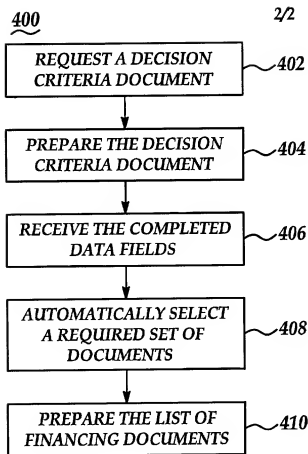 400
2/2
REQUEST A DECISION
CRITERIA DOCUMENT
402
PREPARE THE DECISION
CRITERIA DOCUMENT
404
RECEIVE THE COMPLETED
DATA FIELDS
406
AUTOMATICALLY SELECT
A REQUIRED SET OF
DOCUMENTS
408
PREPARE THE LIST OF
FINANCING DOCUMENTS
410